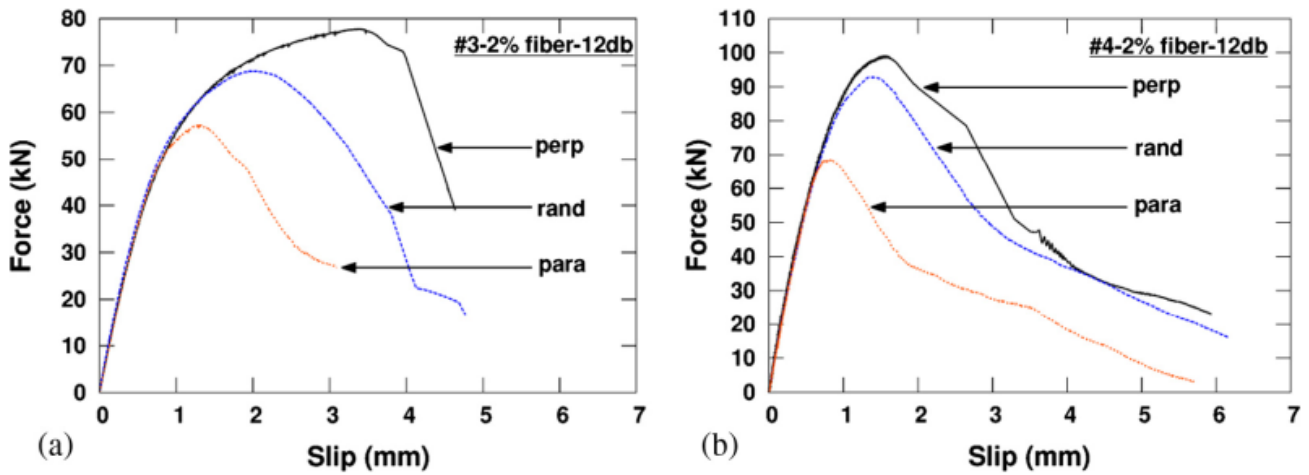 80
70
60
50
40
30
20
10
0
Force (kN)
#3-2% fiber-12db
perp
rand
para
0 1 2 3 4 5 6 7
Slip (mm)
(a)
110
100
90
80
70
60
50
40
30
20
10
0
Force (kN)
#4-2% fiber-12db
perp
rand
para
0 1 2 3 4 5 6 7
Slip (mm)
(b)